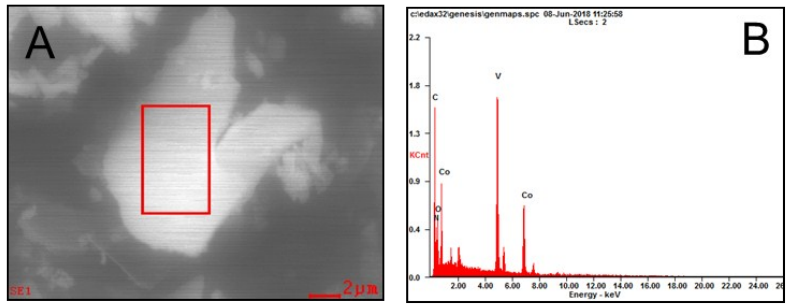 A
SE1
2µm
c:\edax32\genesis\genmaps.spc 08-Jun-2018 11:25:58
LSecs : 2
B
2.2
1.8
1.3
KCnt
0.9
0.4
0.0
C
O
N
Co
V
Co
2.00 4.00 6.00 8.00 10.00 12.00 14.00 16.00 18.00 20.00 22.00 24.00 26.00
Energy - keV